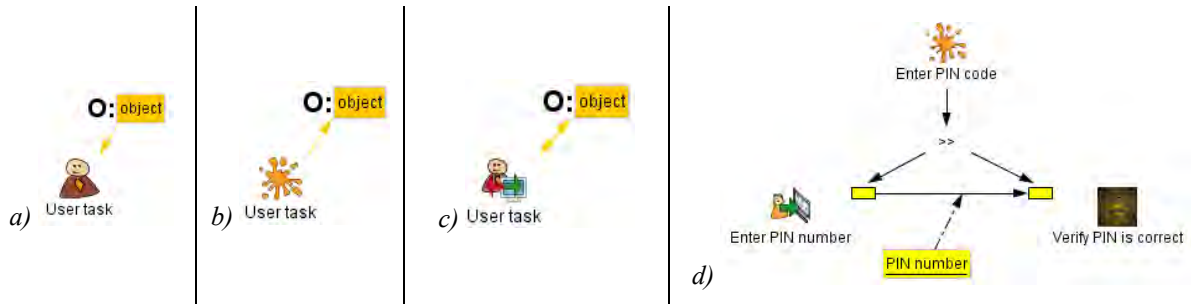 O: object
User task
a)
O: object
User task
b)
O: object
User task
c)
Enter PIN code
>>
Enter PIN number
Verify PIN is correct
PIN number
d)